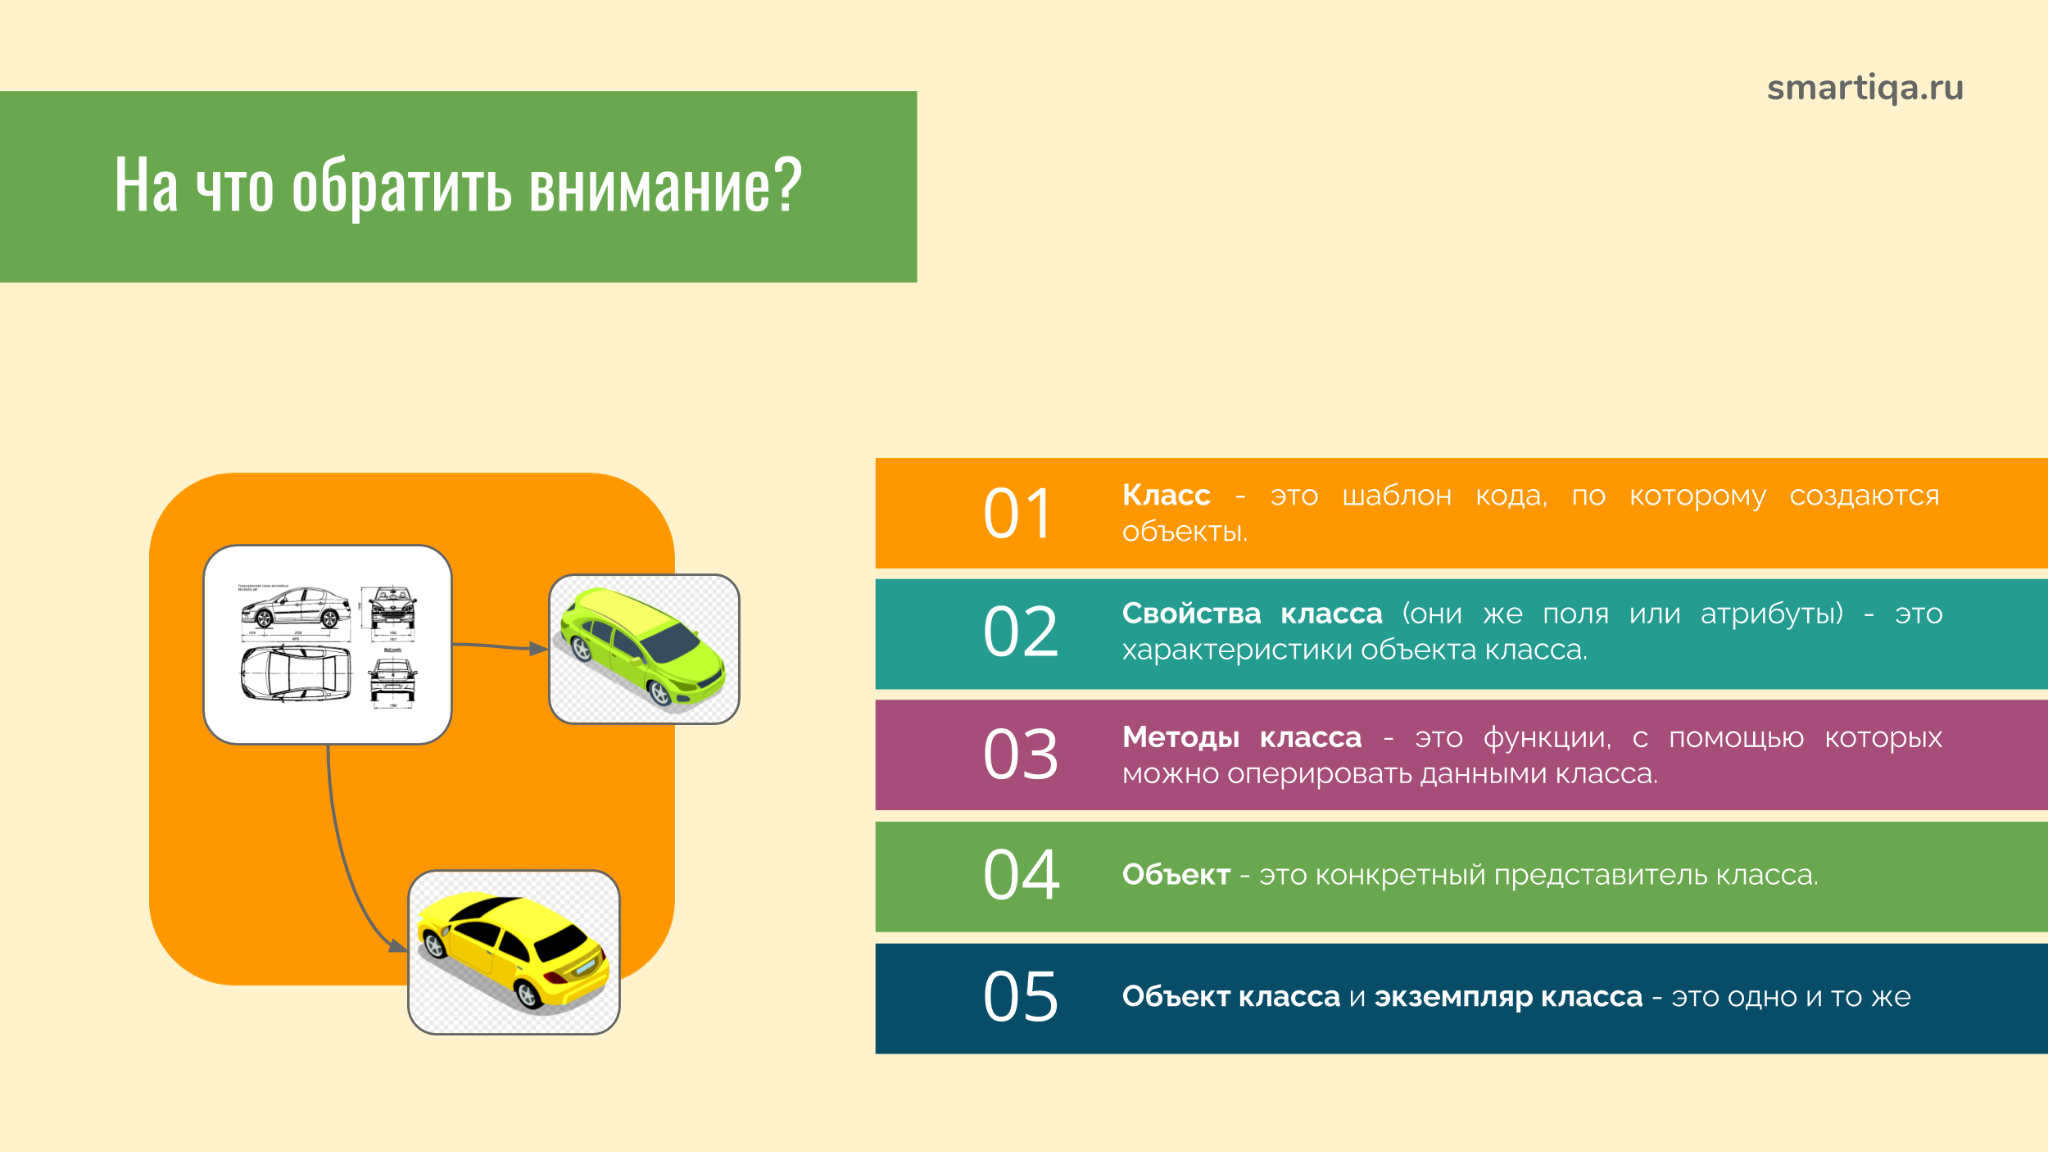 smartiqa.ru
На что обратить внимание?
01
Класс - это шаблон кода, по которому создаются
объекты.
02
Свойства класса (они же поля или атрибуты) - это
характеристики объекта класса.
03
Методы класса - это функции, с помощью которых
можно оперировать данными класса.
04
Объект - это конкретный представитель класса.
05
Объект класса и экземпляр класса - это одно и то же